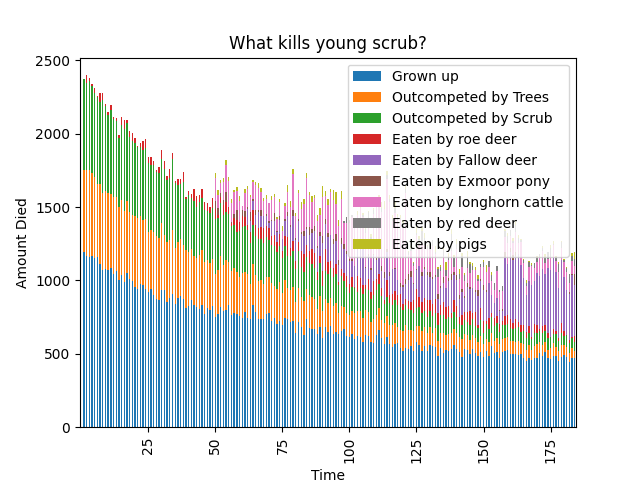 What kills young scrub?
2500
2000
1500
1000
500
0
Amount Died
Grown up
Outcompeted by Trees
Outcompeted by Scrub
Eaten by roe deer
Eaten by Fallow deer
Eaten by Exmoor pony
Eaten by longhorn cattle
Eaten by red deer
Eaten by pigs
25
50
75
100
125
150
175
Time